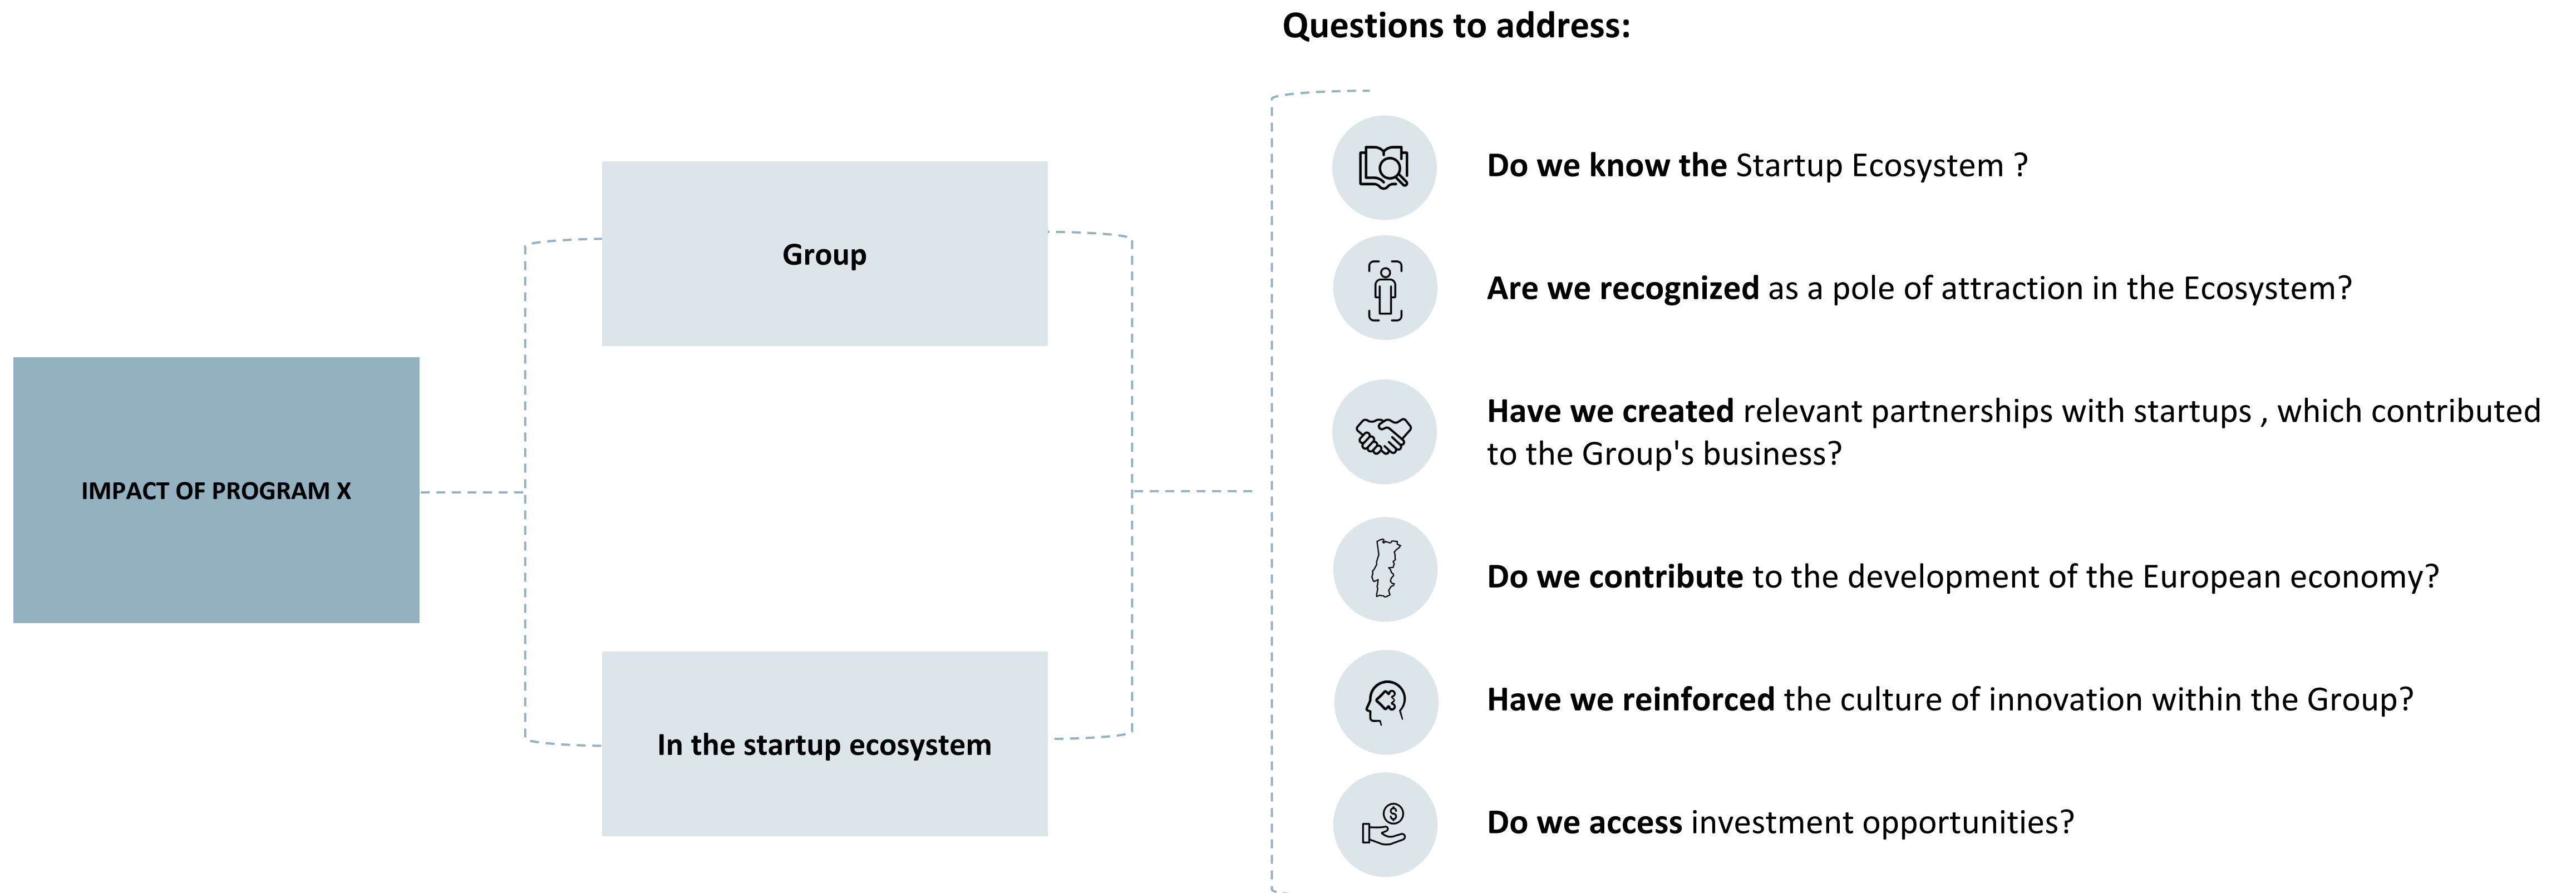 Questions to address:
IMPACT OF PROGRAM X
Group
In the startup ecosystem
Do we know the Startup Ecosystem ?
Are we recognized as a pole of attraction in the Ecosystem?
Have we created relevant partnerships with startups , which contributed
to the Group's business?
Do we contribute to the development of the European economy?
Have we reinforced the culture of innovation within the Group?
Do we access investment opportunities?